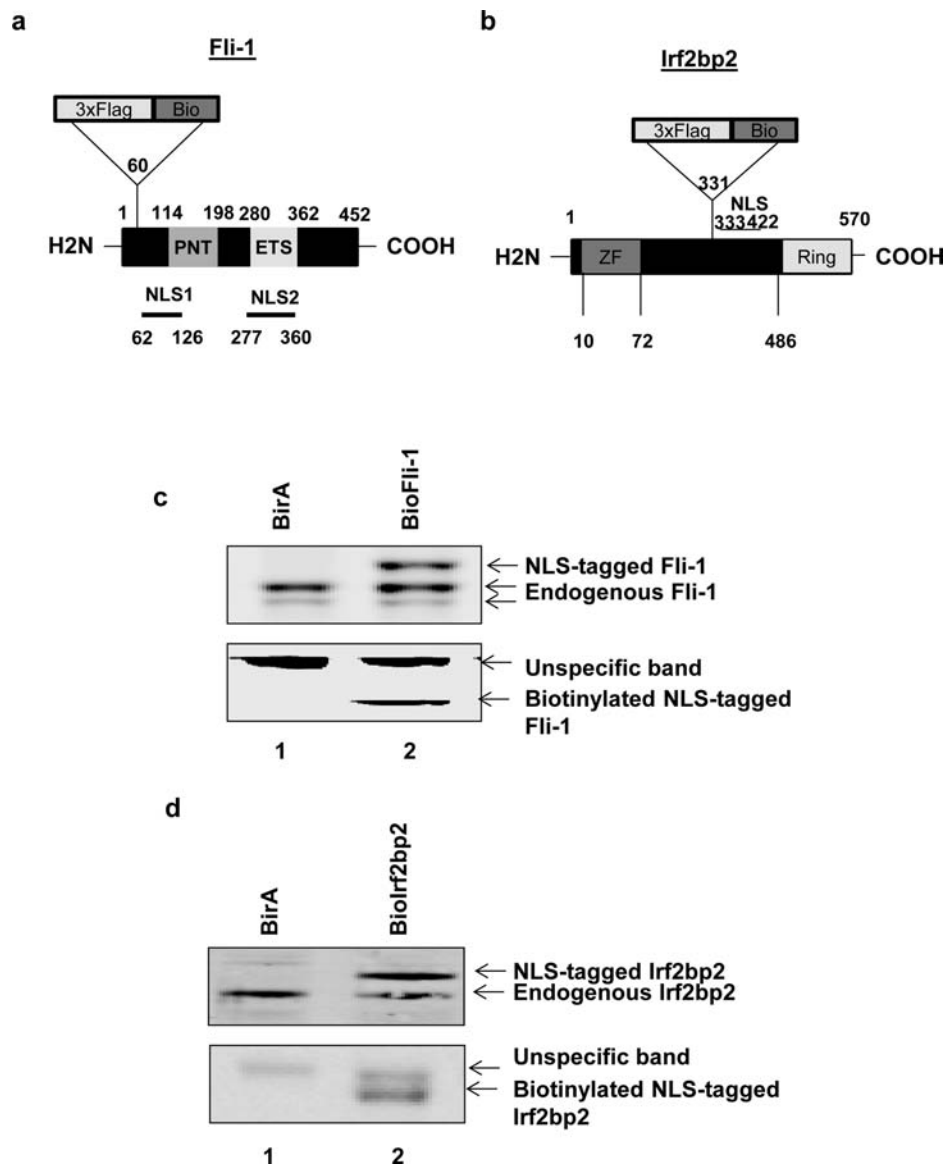 a
Fli-1
3xFlag Bio
60
1 114 198 280 362 452
H2N PNT ETS COOH
NLS1 NLS2
62 126 277 360
b
Irf2bp2
3xFlag Bio
331
NLS
1 333422 570
H2N ZF Ring COOH
10 72 486
c
BirA BioFli-1
NLS-tagged Fli-1
Endogenous Fli-1
Unspecific band
Biotinylated NLS-tagged
Fli-1
1 2
d
BirA BioIrf2bp2
NLS-tagged Irf2bp2
Endogenous Irf2bp2
Unspecific band
Biotinylated NLS-tagged
Irf2bp2
1 2